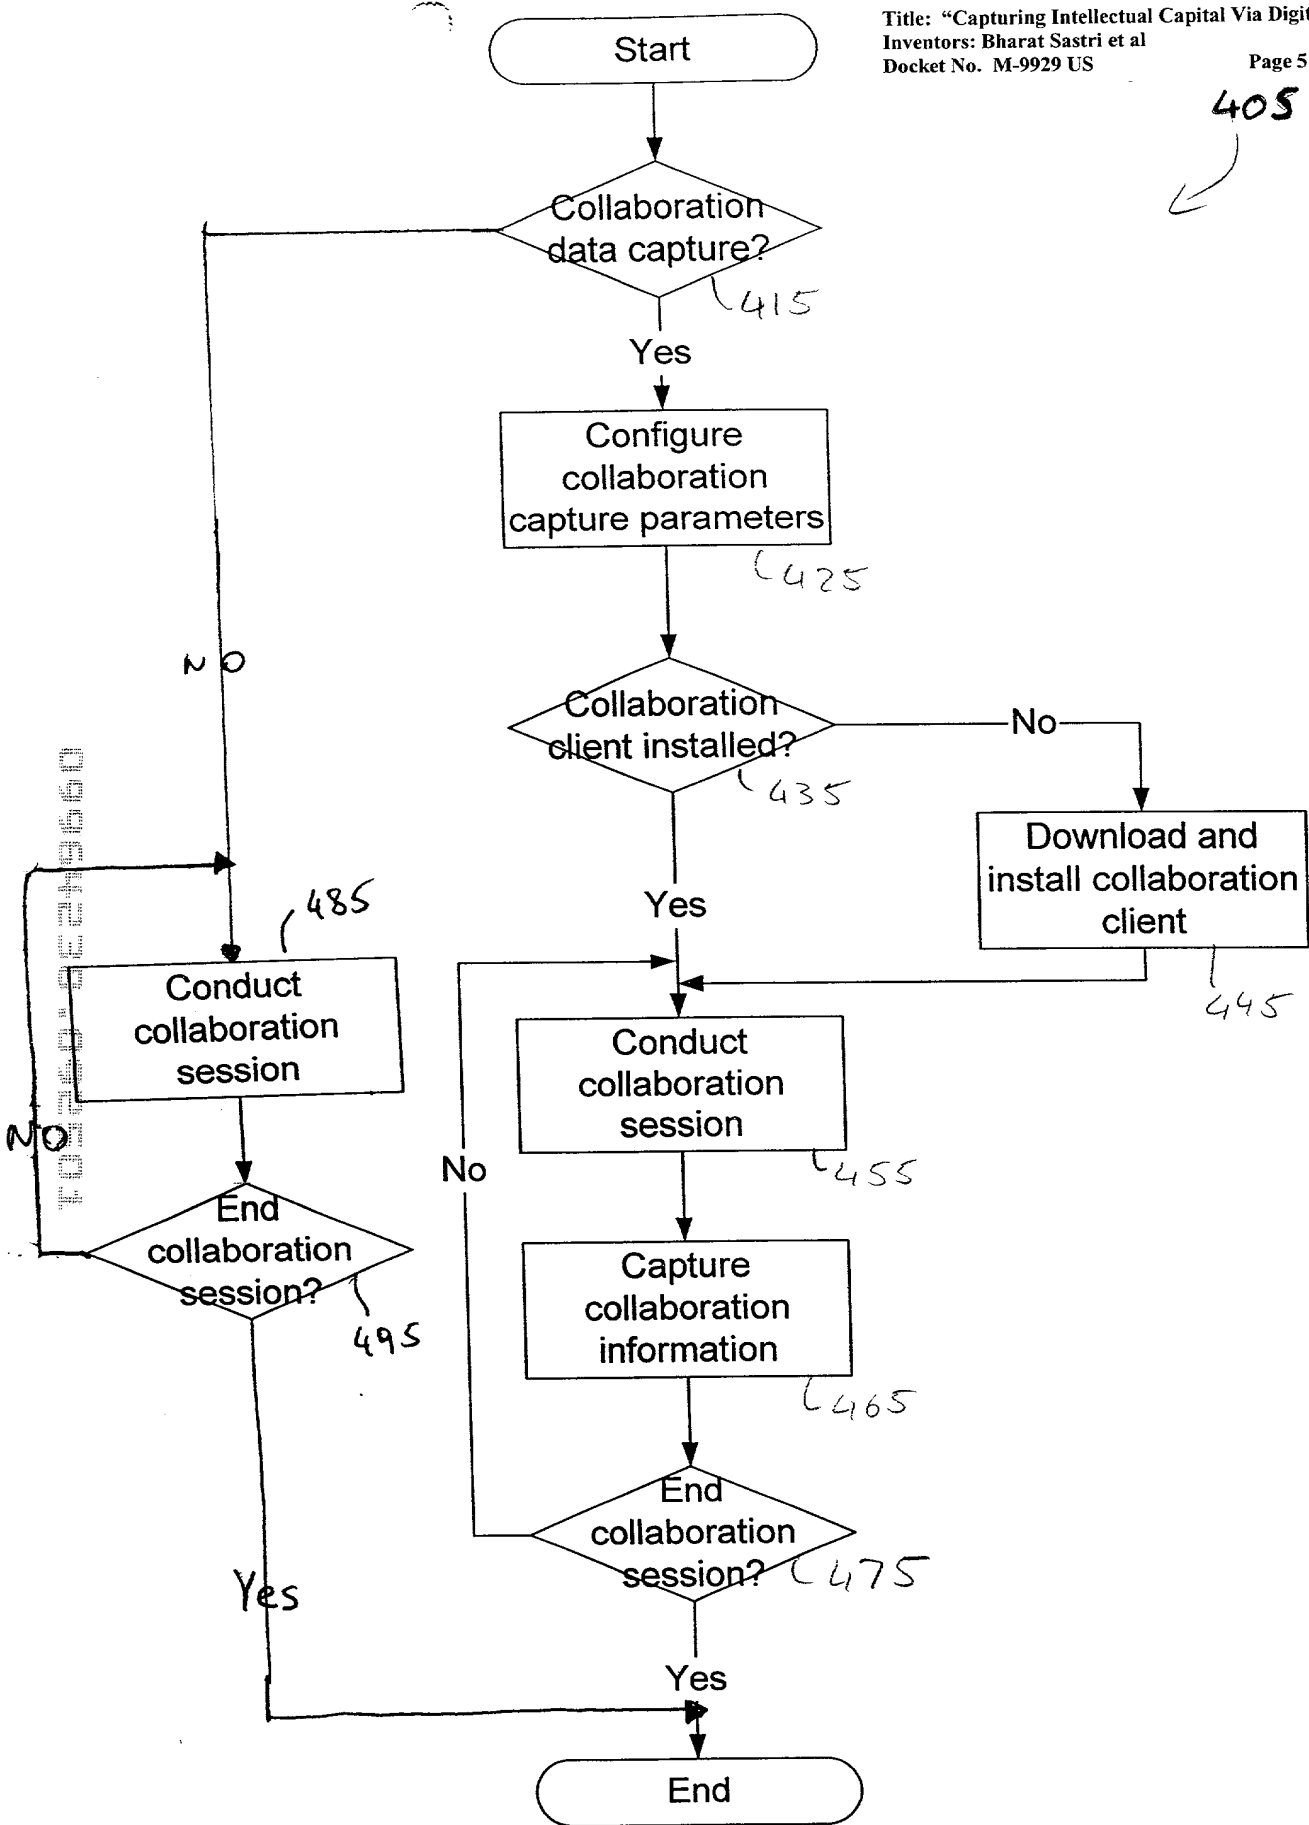 Title: “Capturing Intellectual Capital Via Digit
Inventors: Bharat Sastri et al
Docket No. M-9929 US Page 5
405
Start
Collaboration
data capture?
415
Yes
Configure
collaboration
capture parameters
425
NO
Collaboration
client installed?
435
No
Download and
install collaboration
client
445
Yes
485
Conduct
collaboration
session
NO
Conduct
collaboration
session
455
No
End
collaboration
session?
495
Capture
collaboration
information
465
End
collaboration
session?
475
Yes
Yes
End